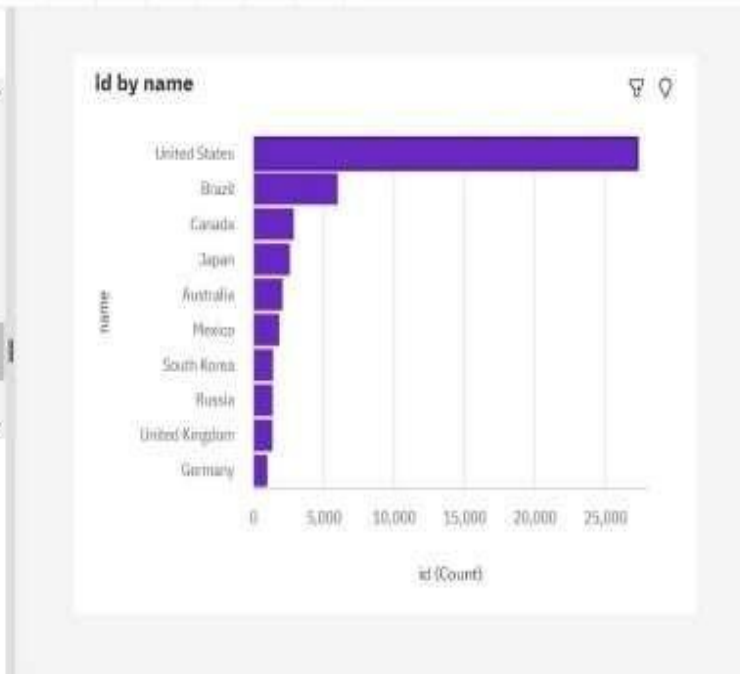 id by name
United States
Brazil
Canada
Japan
Australia
Mexico
South Korea
Russia
United Kingdom
Germany
name
0 5,000 10,000 15,000 20,000 25,000
id (Count)